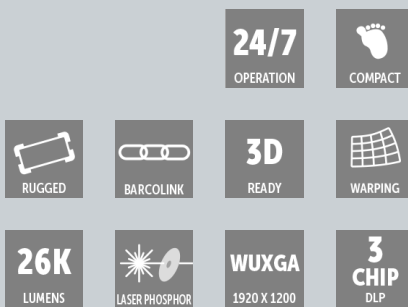 24/7
OPERATION
COMPACT
RUGGED
BARCOLINK
3D
READY
WARPING
26K
LUMENS
LASER PHOSPHOR
WUXGA
1920 X 1200
3
CHIP
DLP